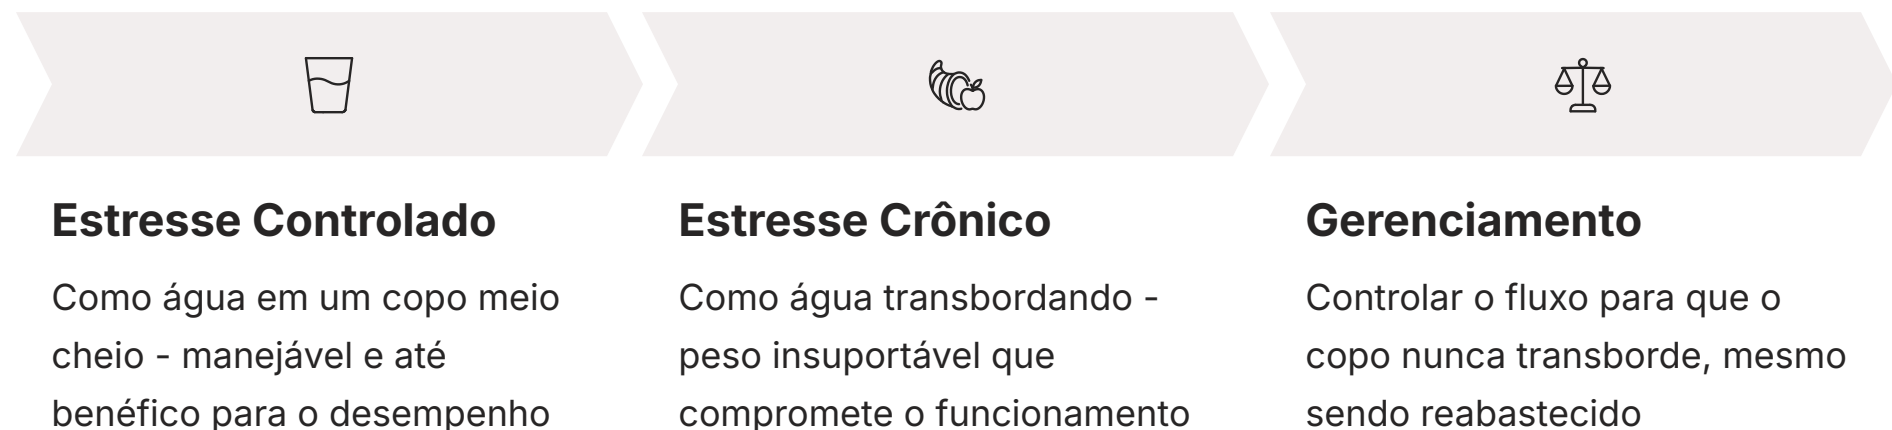 Estresse Controlado
Como água em um copo meio
cheio - manejável e até
benéfico para o desempenho
Estresse Crônico
Como água transbordando -
peso insuportável que
compromete o funcionamento
Gerenciamento
Controlar o fluxo para que o
copo nunca transborde, mesmo
sendo reabastecido